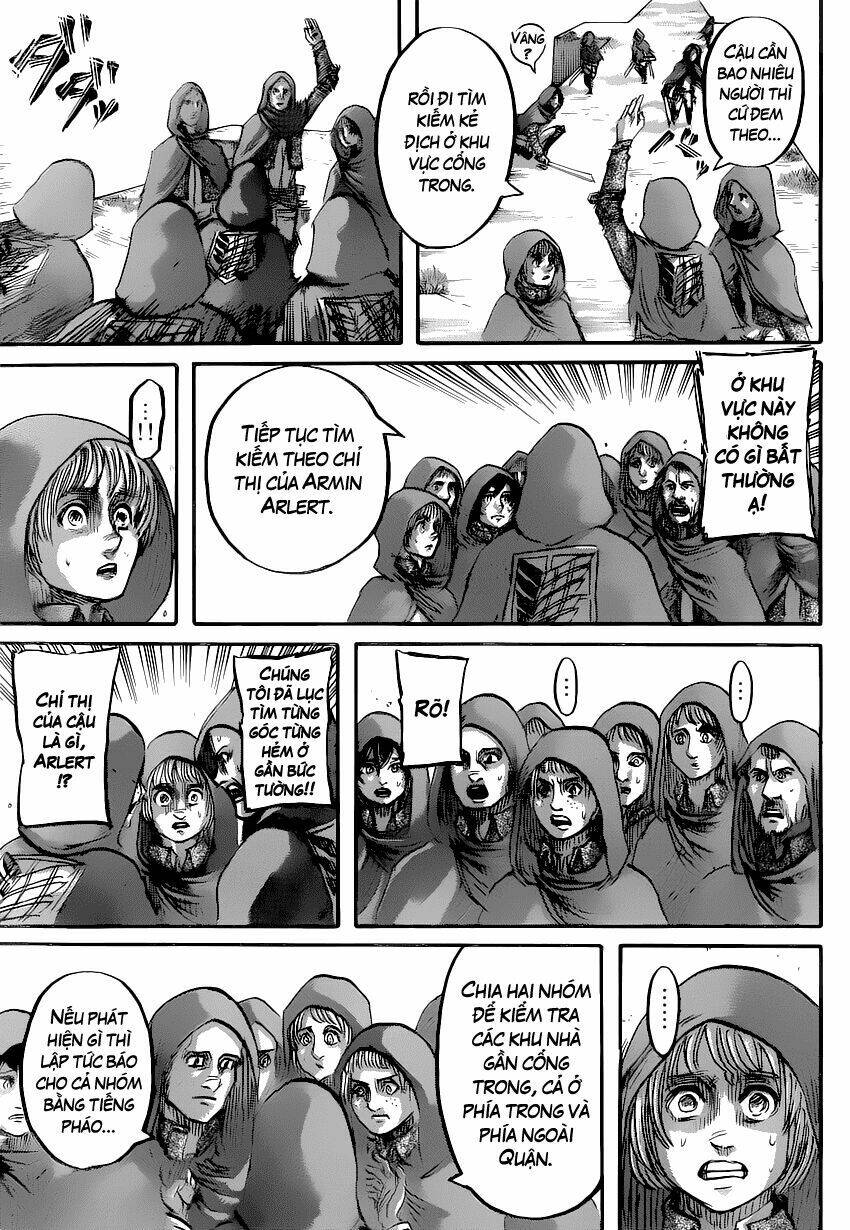 CẬU CẦN
BAO NHIÊU
NGƯỜI THÌ
CỨ ĐEM
THEO...
VÂNG
?
RỒI ĐI TÌM
KIẾM KẺ
ĐỊCH Ở KHU
VỰC CỔNG
TRONG.
ザッ
ザッ
Ở KHU
VỰC NÀY
KHÔNG
CÓ GÌ BẤT
THƯỜNG
Ạ!
TIẾP TỤC TÌM
KIẾM THEO CHỈ
THỊ CỦA ARMIN
ARLERT.
...!!
...
...
RÕ!
CHÚNG
TÔI ĐÃ LỤC
TÌM TỪNG
GÓC TỪNG
HẺM Ở
GẦN BỨC
TƯỜNG!!
CHỈ THỊ
CỦA CẬU
LÀ GÌ,
ARLERT
!?
...
CHIA HAI NHÓM
ĐỂ KIỂM TRA
CÁC KHU NHÀ
GẦN CỔNG
TRONG, CẢ Ở
PHÍA TRONG VÀ
PHÍA NGOÀI
QUẬN.
NẾU PHÁT
HIỆN GÌ THÌ
LẬP TỨC BÁO
CHO CẢ NHÓM
BẰNG TIẾNG
PHÁO...